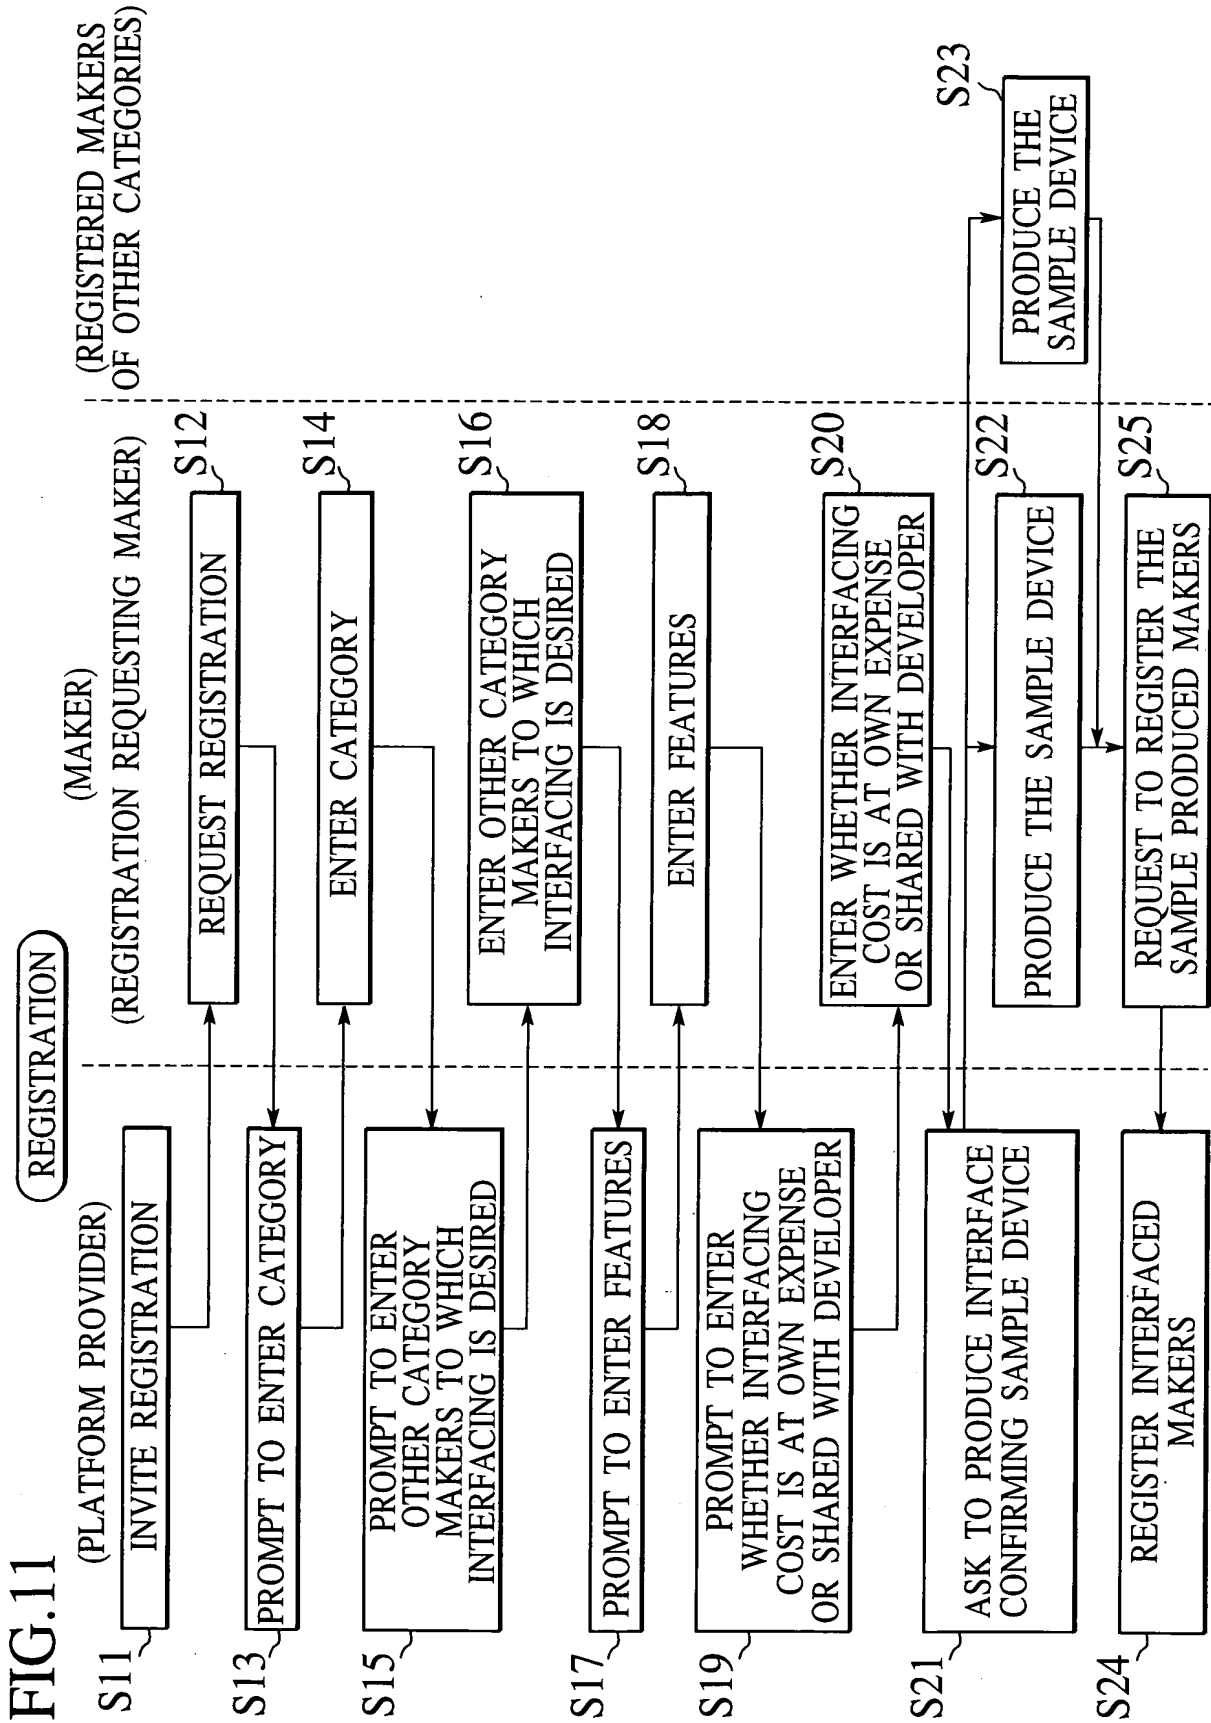 FIG.11
REGISTRATION
(PLATFORM PROVIDER)
(MAKER)
(REGISTRATION REQUESTING MAKER)
(REGISTERED MAKERS
OF OTHER CATEGORIES)
S11
INVITE REGISTRATION
S12
REQUEST REGISTRATION
S13
PROMPT TO ENTER CATEGORY
S14
ENTER CATEGORY
S15
PROMPT TO ENTER
OTHER CATEGORY
MAKERS TO WHICH
INTERFACING IS DESIRED
S16
ENTER OTHER CATEGORY
MAKERS TO WHICH
INTERFACING IS DESIRED
S17
PROMPT TO ENTER FEATURES
S18
ENTER FEATURES
S19
PROMPT TO ENTER
WHETHER INTERFACING
COST IS AT OWN EXPENSE
OR SHARED WITH DEVELOPER
S20
ENTER WHETHER INTERFACING
COST IS AT OWN EXPENSE
OR SHARED WITH DEVELOPER
S21
ASK TO PRODUCE INTERFACE
CONFIRMING SAMPLE DEVICE
S22
PRODUCE THE SAMPLE DEVICE
S23
PRODUCE THE
SAMPLE DEVICE
S24
REGISTER INTERFACED
MAKERS
S25
REQUEST TO REGISTER THE
SAMPLE PRODUCED MAKERS